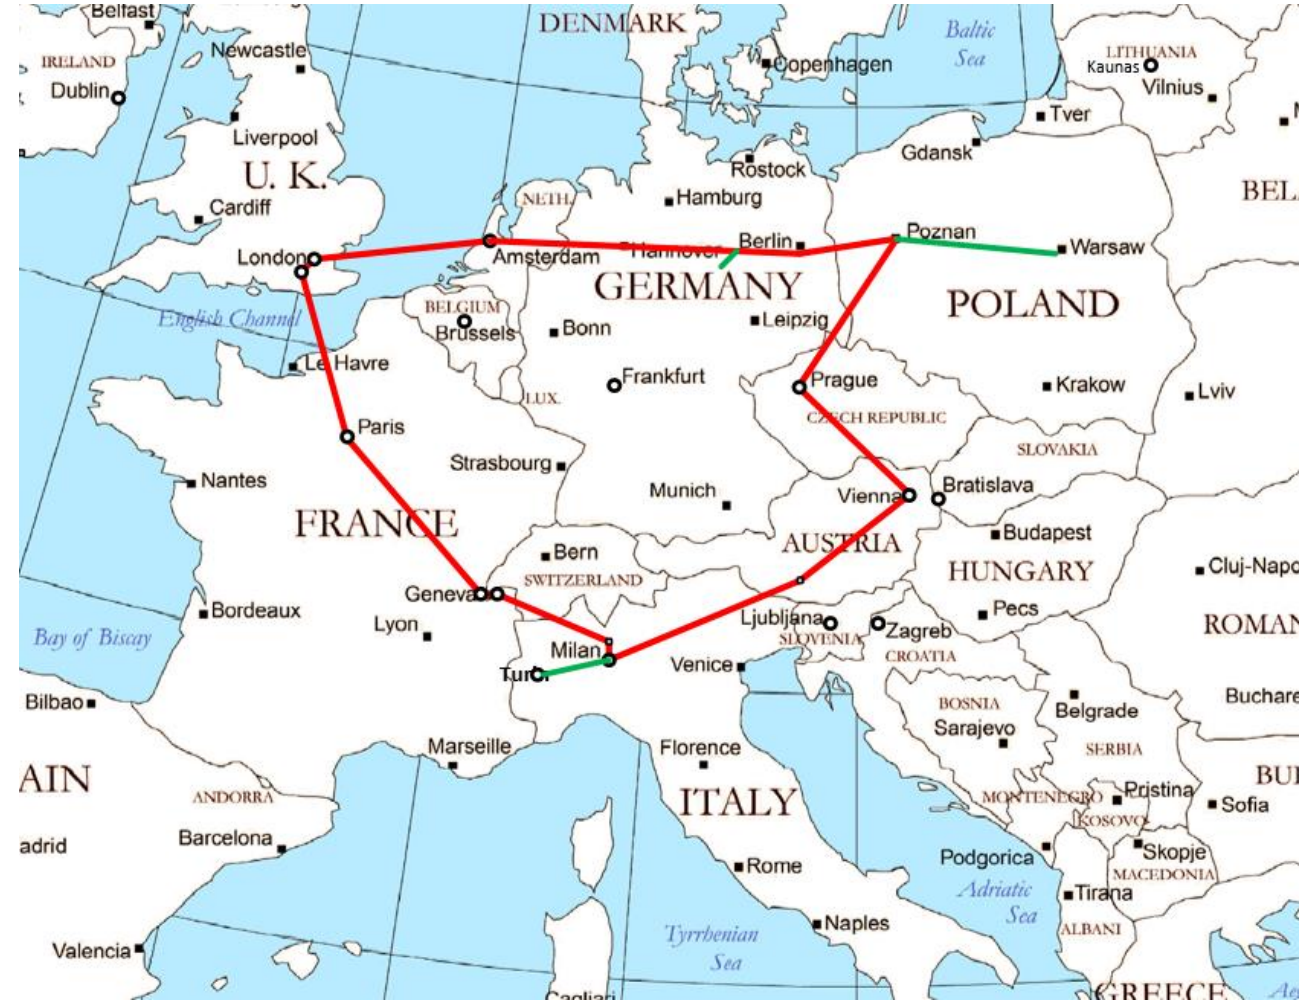 Belfast
DENMARK
Baltic
Sea
Newcastle
IRELAND
LITHUANIA
Kaunas
Copenhagen
Dublin
Vilnius
Tver
Liverpool
Gdansk
Rostock
U. K.
BEL
NETH.
Hamburg
Cardiff
Poznan
Hannover
Berlin
Warsaw
London
Amsterdam
GERMANY
POLAND
BELGIUM
English Channel
Leipzig
Bonn
Brussels
Le Havre
Frankfurt
Prague
Krakow
Lviv
LUX.
CZECH REPUBLIC
Paris
SLOVAKIA
Strasbourg
Nantes
Munich
Bratislava
Vienna
FRANCE
Budapest
AUSTRIA
Bern
SWITZERLAND
HUNGARY
Cluj-Napo
Geneva
Bordeaux
Pecs
Lyon
Ljubljana
Zagreb
ROMAN
Bay of Biscay
SLOVENIA
Milan
CROATIA
Venice
Turin
Bilbao
BOSNIA
Belgrade
Buchare
Sarajevo
Marseille
Florence
SERBIA
AIN
ANDORRA
BU
MONTENEGRO
Pristina
ITALY
Sofia
KOSOVO
Barcelona
adrid
Podgorica
Skopje
Rome
MACEDONIA
Adriatic
Sea
Tirana
Naples
ALBANI
Tyrrhenian
Sea
Valencia
Cagliari
GREECE
Ae